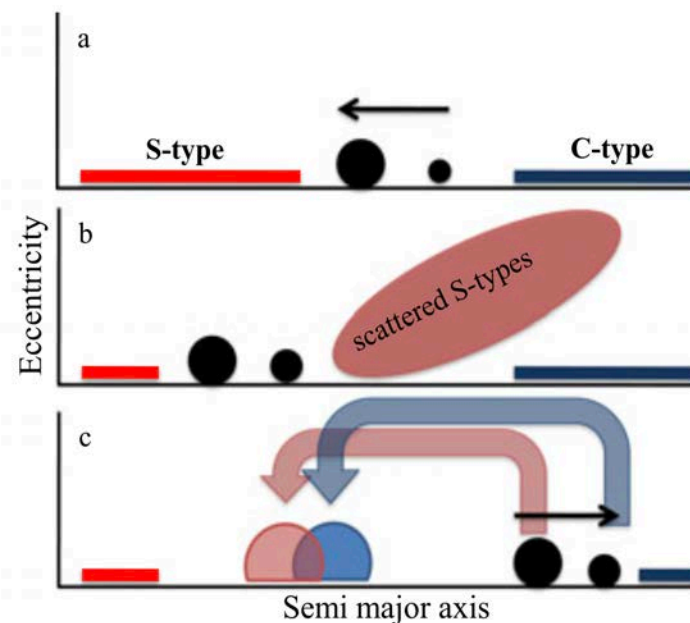 a
S-type
C-type
Eccentricity
b
scattered S-types
c
Semi major axis